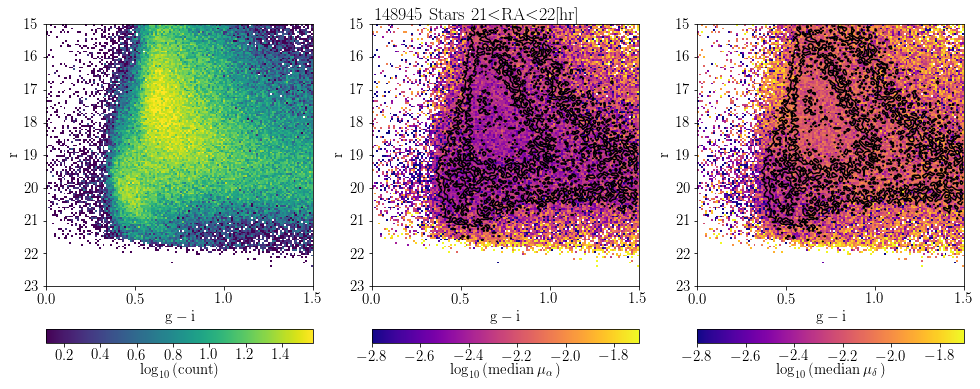 148945 Stars 21<RA<22[hr]
15
16
17
18
19
20
21
22
23
r
0.0 0.5 1.0 1.5
g − i
0.2 0.4 0.6 0.8 1.0 1.2 1.4
log₁₀(count)
15
16
17
18
19
20
21
22
23
r
0.0 0.5 1.0 1.5
g − i
−2.8 −2.6 −2.4 −2.2 −2.0 −1.8
log₁₀(median μα)
15
16
17
18
19
20
21
22
23
r
0.0 0.5 1.0 1.5
g − i
−2.8 −2.6 −2.4 −2.2 −2.0 −1.8
log₁₀(median μδ)